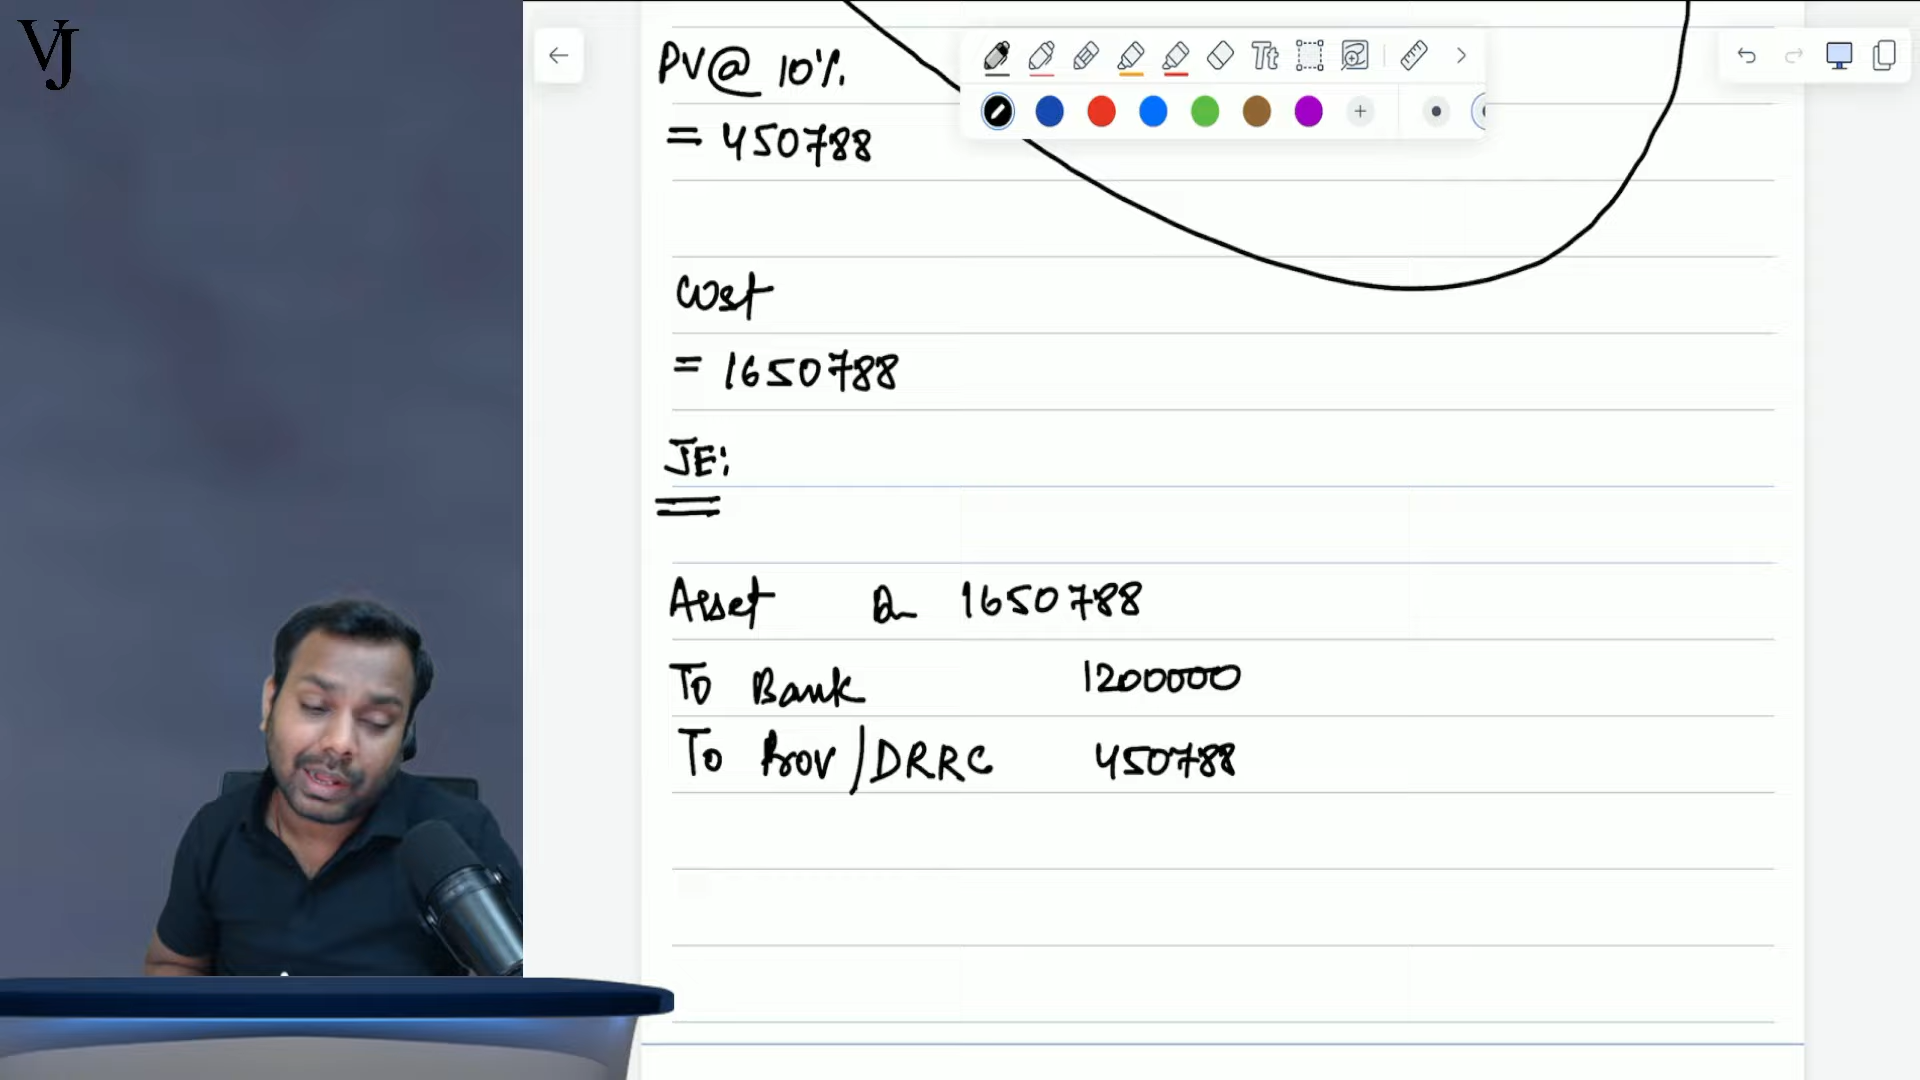 VJ
PV@ 10%
= 450788
Cost
= 1650788
JE:
Asset Dr 1650788
To Bank 1200000
To Prov/DRRC 450788